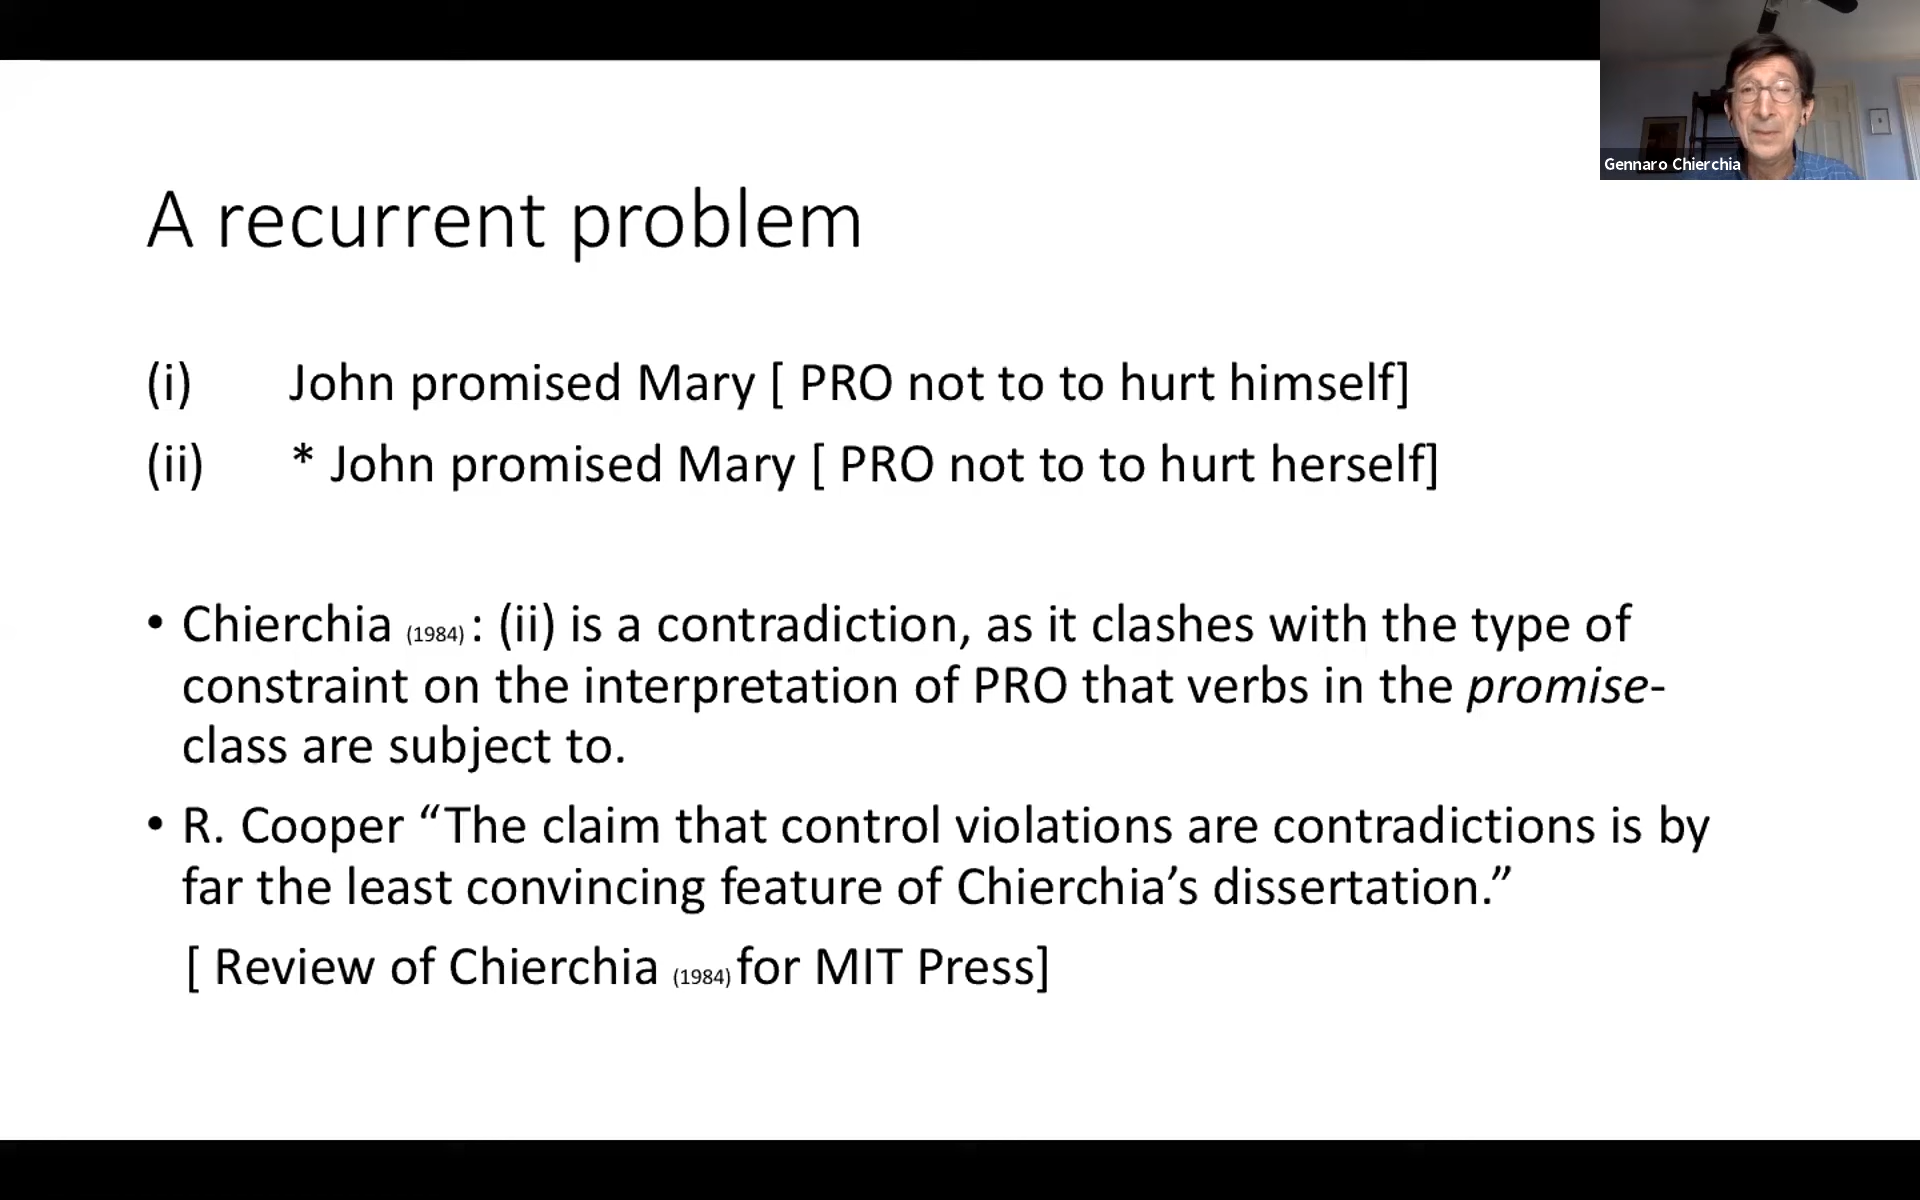 Gennaro Chierchia
A recurrent problem
(i) John promised Mary [ PRO not to to hurt himself]
(ii) * John promised Mary [ PRO not to to hurt herself]
• Chierchia (1984) : (ii) is a contradiction, as it clashes with the type of
constraint on the interpretation of PRO that verbs in the promise-
class are subject to.
• R. Cooper “The claim that control violations are contradictions is by
far the least convincing feature of Chierchia’s dissertation.”
[ Review of Chierchia (1984) for MIT Press]